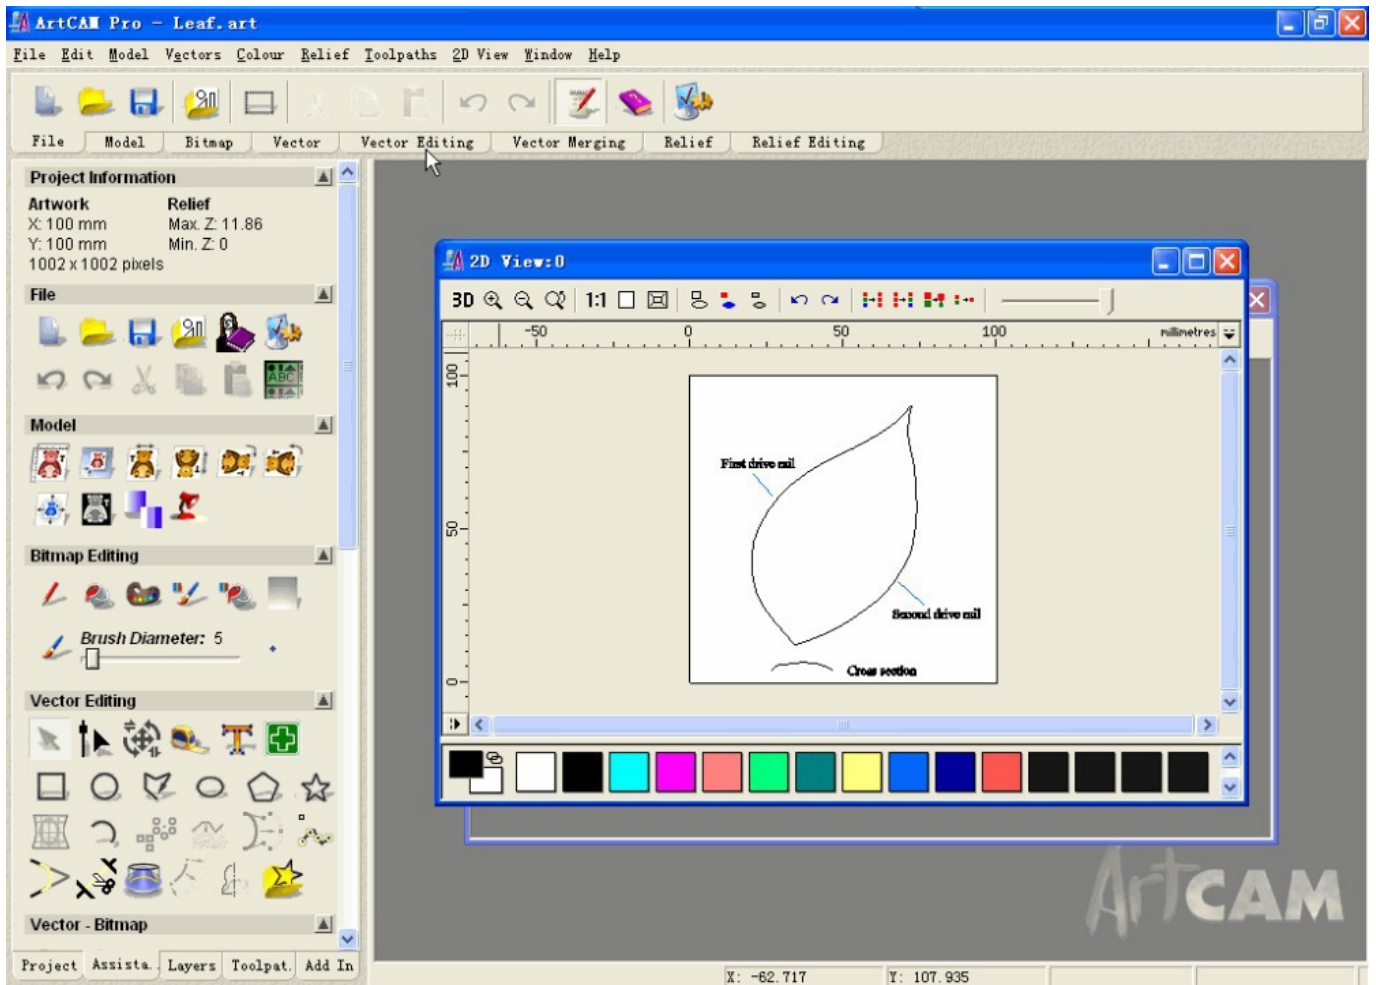 ArtCAM Pro - Leaf.art
File Edit Model Vectors Colour Relief Toolpaths 2D View Window Help
File Model Bitmap Vector Vector Editing Vector Merging Relief Relief Editing
Project Information
Artwork Relief
X: 100 mm Max. Z: 11.86
Y: 100 mm Min. Z: 0
1002 x 1002 pixels
File
ABC
Model
Bitmap Editing
Brush Diameter: 5
Vector Editing
Vector - Bitmap
Project Assista. Layers Toolpat. Add In
2D View:0
3D 1:1
-50 0 50 100 millimetres
100
50
0
First drive rail
Second drive rail
Cross section
ArtCAM
X: -62.717 Y: 107.935